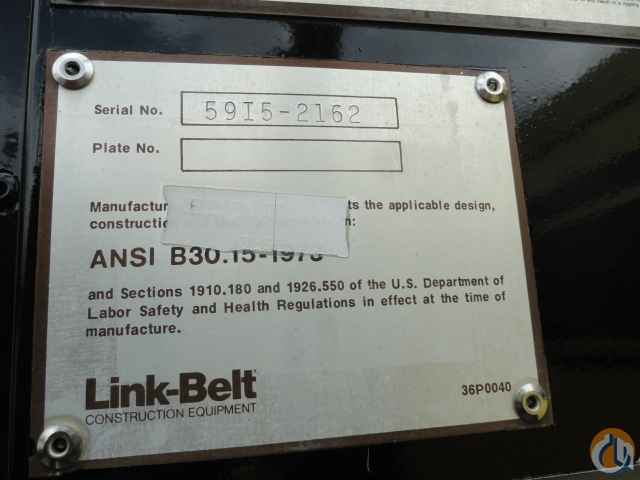 Serial No. 59I5-2162
Plate No.
Manufactur ts the applicable design,
constructio n:
ANSI B30.15-1973
and Sections 1910.180 and 1926.550 of the U.S. Department of
Labor Safety and Health Regulations in effect at the time of
manufacture.
Link-Belt
CONSTRUCTION EQUIPMENT
36P0040